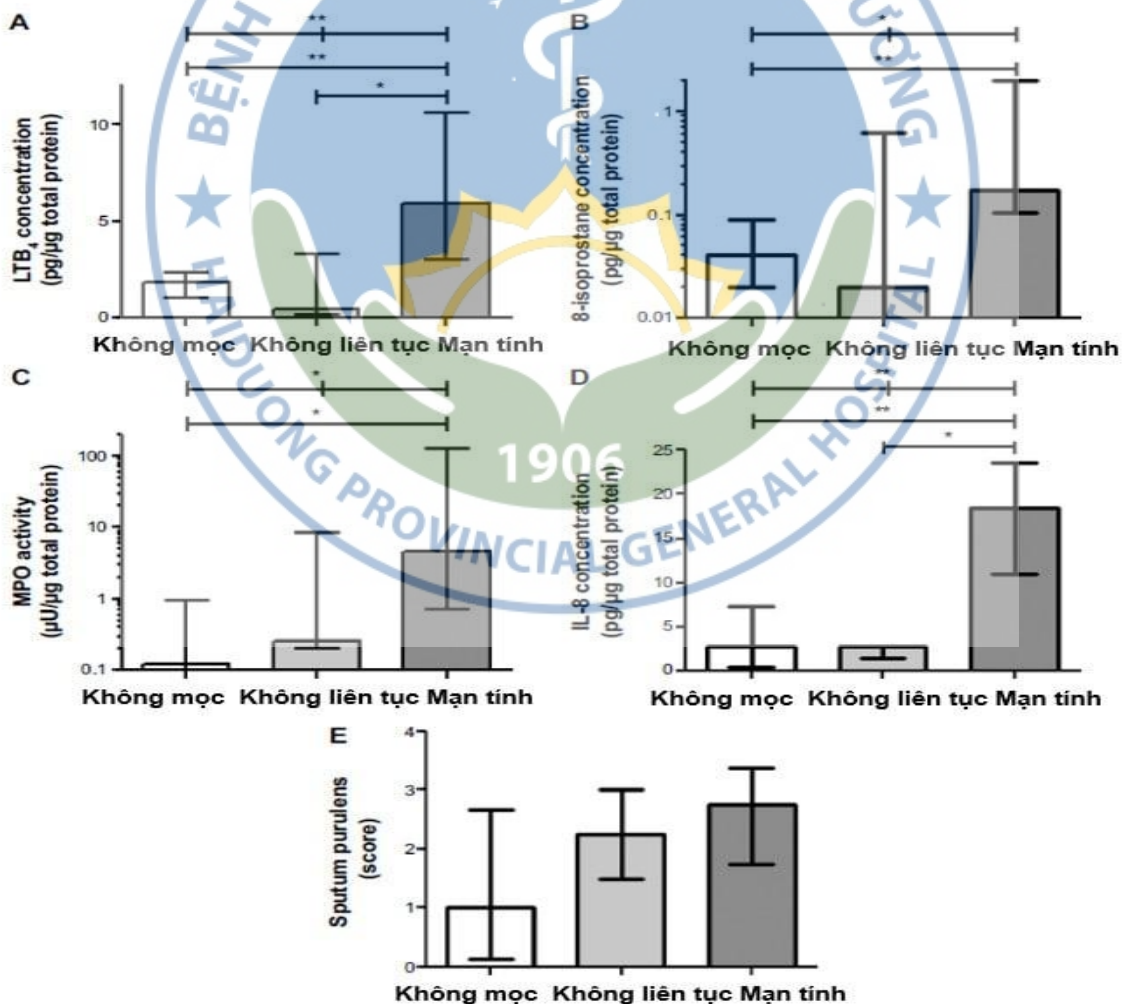 A
**
**
*
LTB4 concentration
(pg/µg total protein)
10
5
0
Không mọc Không liên tục Mạn tính
B
*
**
8-isoprostane concentration
(pg/µg total protein)
1
0.1
0.01
Không mọc Không liên tục Mạn tính
C
*
*
MPO activity
(µU/µg total protein)
100
10
1
0.1
Không mọc Không liên tục Mạn tính
D
**
**
*
IL-8 concentration
(pg/µg total protein)
25
20
15
10
5
0
Không mọc Không liên tục Mạn tính
E
Sputum purulens
(score)
4
3
2
1
0
Không mọc Không liên tục Mạn tính
BỆNH
ƯƠNG
HAIDUONG PROVINCIAL GENERAL HOSPITAL
1906